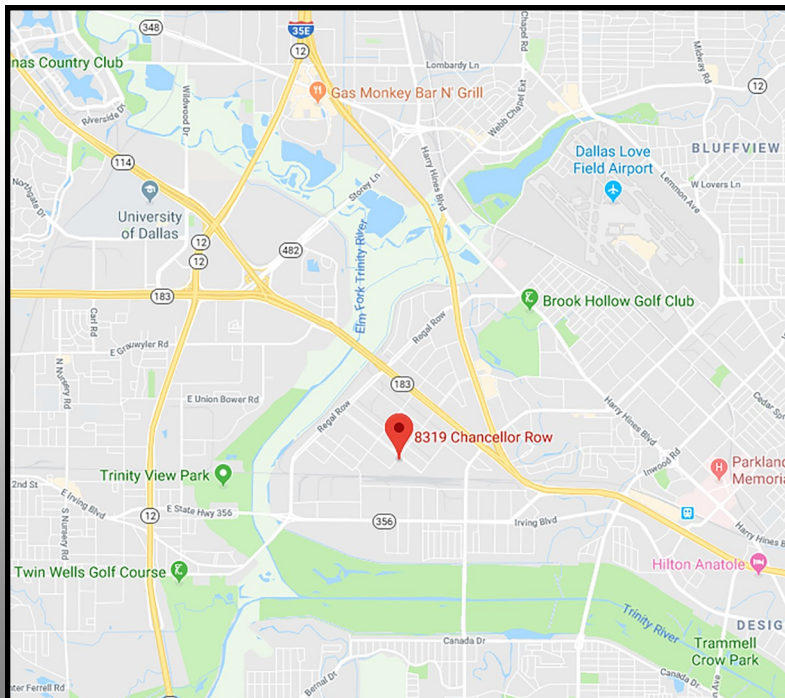 348
35E
12
Chapel Rd
Midway Rd
nas Country Club
Lombardy Ln
12
Gas Monkey Bar N' Grill
Webb Chapel Ext
Wildwood Dr
Riverside Dr
Dallas Love
Field Airport
BLUFFVIEW
Harry Hines Blvd
114
Storey Ln
Lemmon Ave
W Lovers Ln
University
of Dallas
Northgate Dr
12
12
482
Elm Fork Trinity River
183
Brook Hollow Golf Club
Carl Rd
Regal Row
E Grauwyler Rd
N Nursery Rd
183
Cedar Sp
E Union Bower Rd
Regal Row
Harry Hines Blvd
8319 Chancellor Row
Inwood Rd
Parkland
Memoria
Trinity View Park
2nd St
E Irving Blvd
E State Hwy 356
12
356
Irving Blvd
S Nursery Rd
Harry Hines B
Twin Wells Golf Course
Hilton Anatole
Trinity River
DESIG
Canada Dr
Trammell
Crow Park
Canada Dr
nter Ferrell Rd
Bernal Dr
Ave